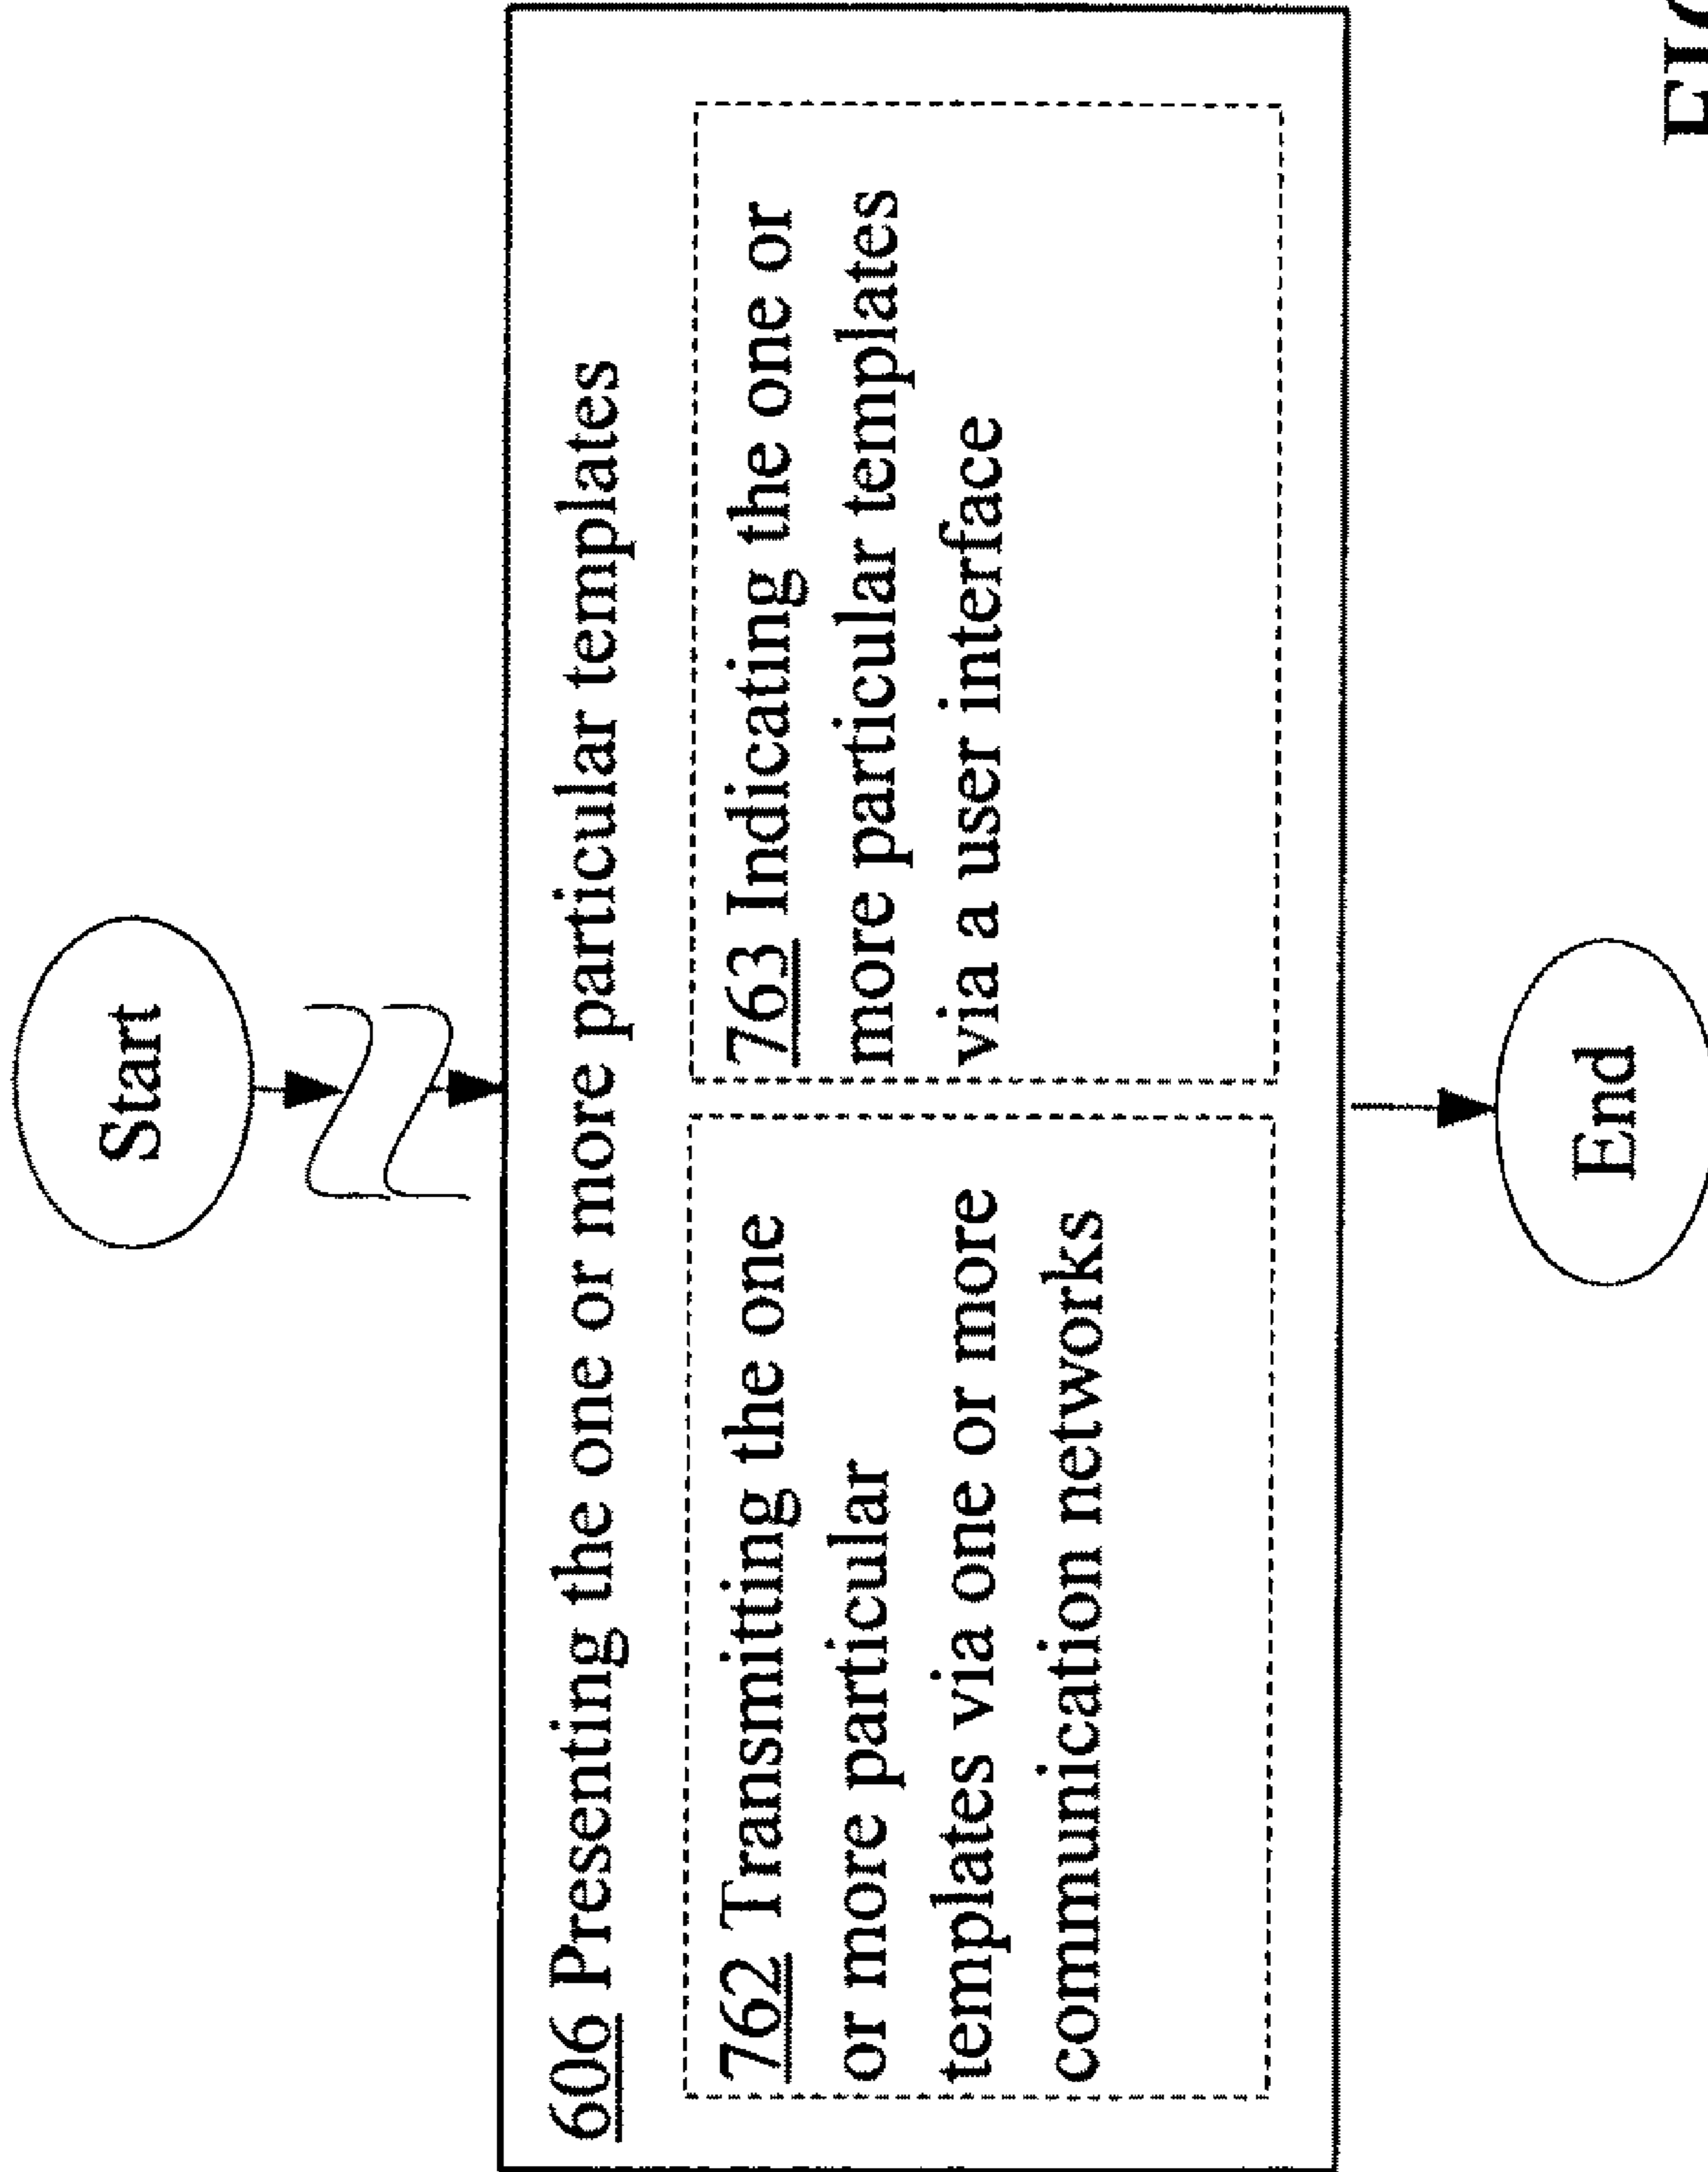 Start
606 Presenting the one or more particular templates
762 Transmitting the one
or more particular
templates via one or more
communication networks
763 Indicating the one or
more particular templates
via a user interface
End